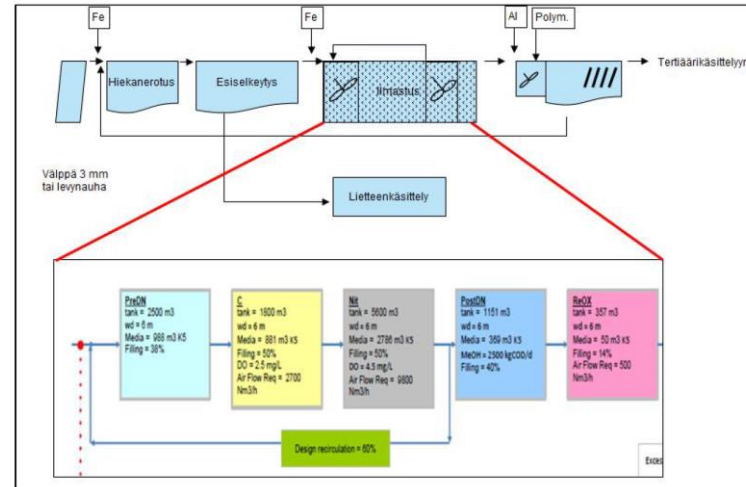 Fe
Fe
Al
Polym.
Hiekanerotus
Esiselkeytys
Ilmastus
Tertiäärikäsittelyyn
Välppä 3 mm
tai levynauha
Lietteenkäsittely
PreDN
tank = 2500 m3
wd = 6 m
Media = 988 m3 K5
Filling = 38%
C
tank = 1800 m3
wd = 6 m
Media = 881 m3 K5
Filling = 50%
DO = 2.5 mg/L
Air Flow Req = 2700
Nm3/h
Nit
tank = 5600 m3
wd = 6 m
Media = 2786 m3 K5
Filling = 50%
DO = 4.5 mg/L
Air Flow Req = 9800
Nm3/h
PostDN
tank = 1151 m3
wd = 6 m
Media = 369 m3 K5
MeOH = 2500 kgCOD/d
Filling = 40%
ReOX
tank = 357 m3
wd = 6 m
Media = 50 m3 K5
Filling = 14%
Air Flow Req = 500
Nm3/h
Design recirculation = 60%
Exces